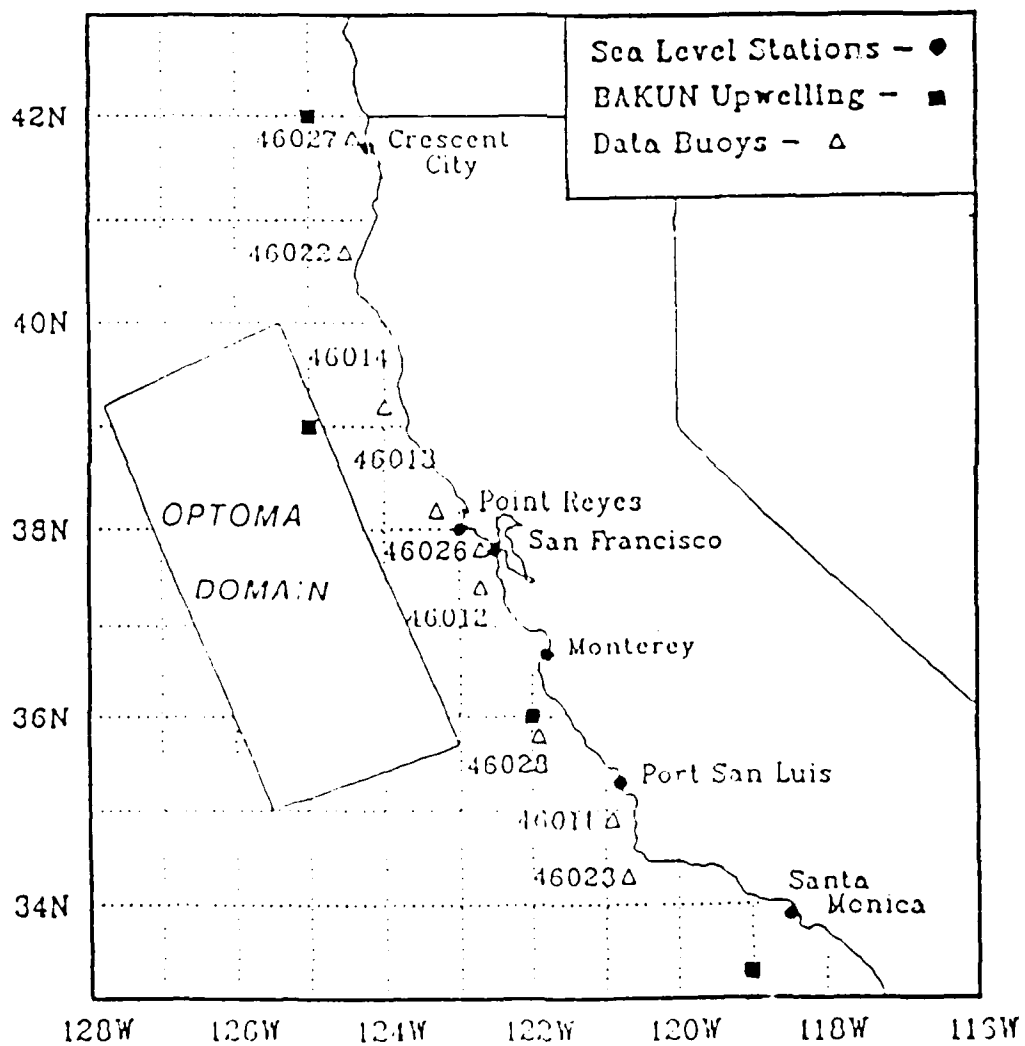 Sea Level Stations –
BAKUN Upwelling –
Data Buoys –
42N
46027
Crescent
City
46022
40N
46014
46013
Point Reyes
38N
OPTOMA
San Francisco
46026
DOMAIN
46012
Monterey
36N
46028
Port San Luis
46011
46023
Santa
Monica
34N
128W 126W 124W 122W 120W 118W 116W